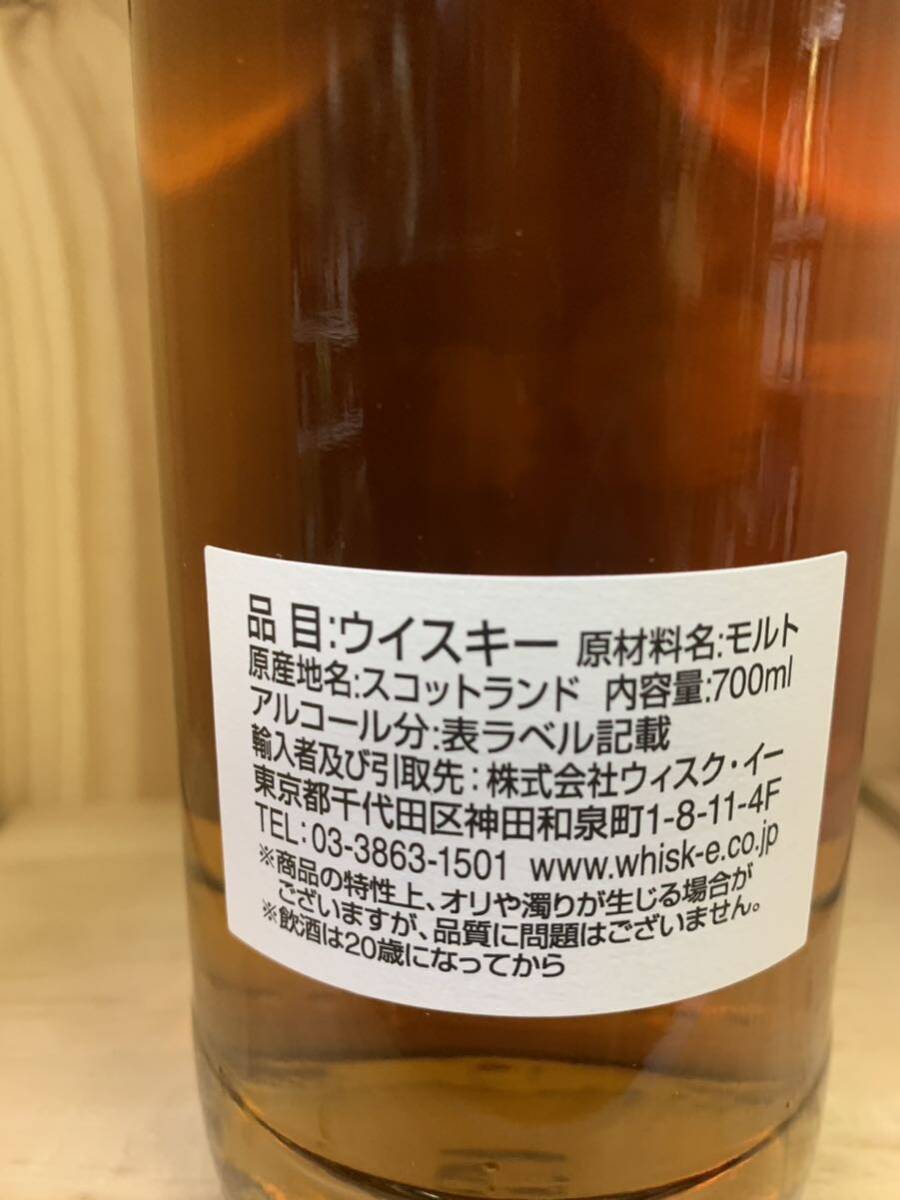 品 目:ウイスキー 原材料名:モルト
原産地名:スコットランド 内容量:700ml
アルコール分:表ラベル記載
輸入者及び引取先:株式会社ウィスク・イー
東京都千代田区神田和泉町1-8-11-4F
TEL:03-3863-1501 www.whisk-e.co.jp
※商品の特性上、オリや濁りが生じる場合が
ございますが、品質に問題はございません。
※飲酒は20歳になってから